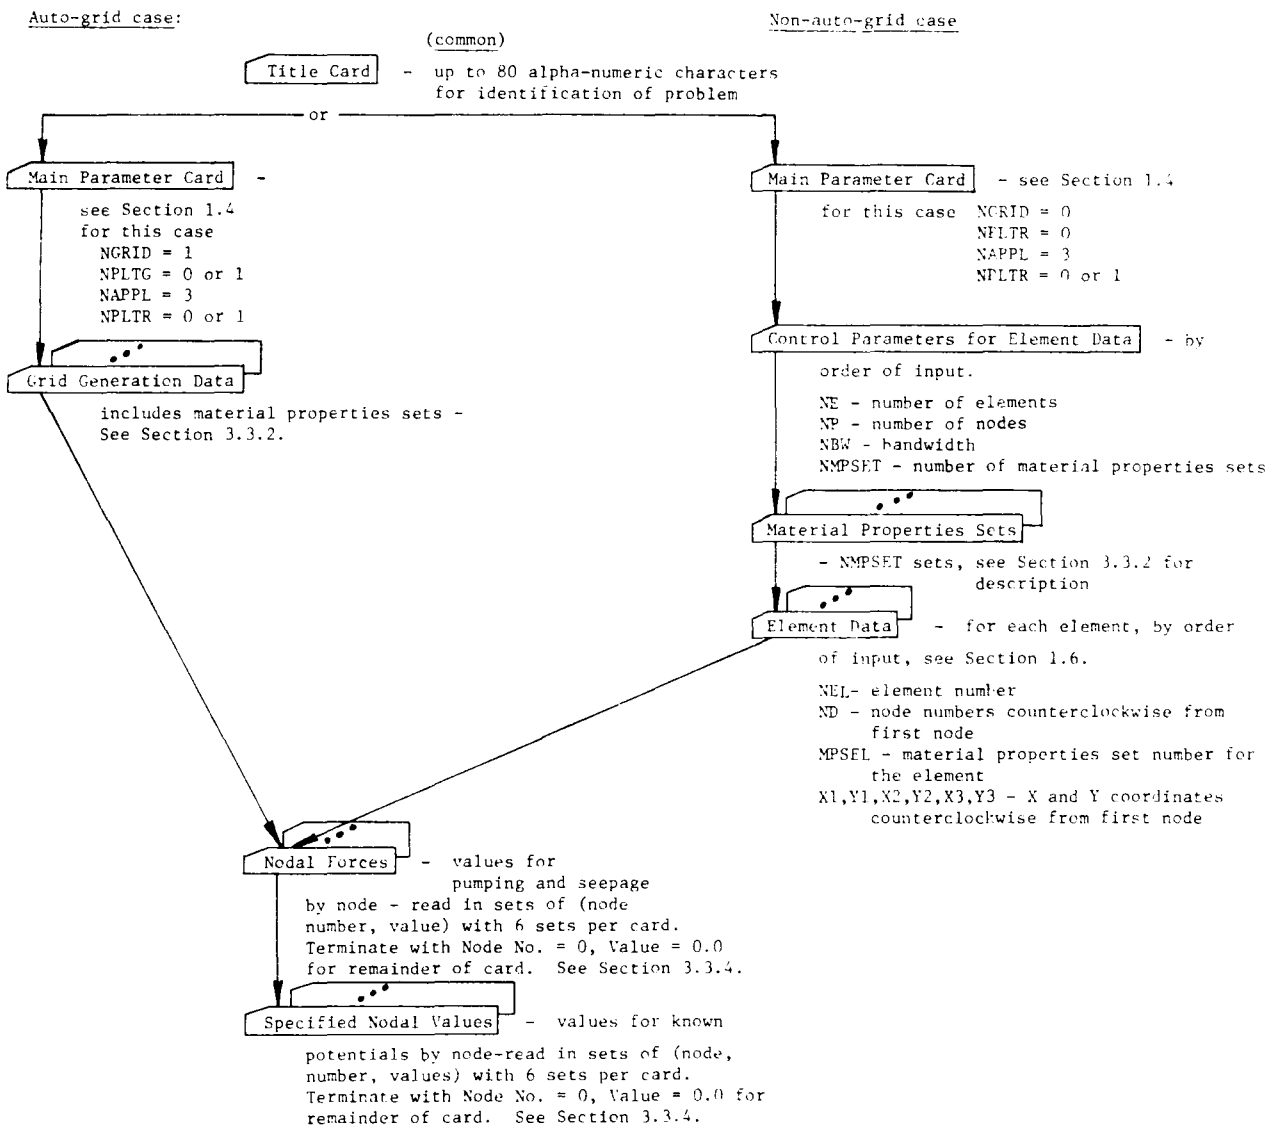 Auto-grid case:
Non-auto-grid case
(common)
Title Card - up to 80 alpha-numeric characters
for identification of problem
or
Main Parameter Card -
see Section 1.4
for this case
NGRID = 1
NPLTG = 0 or 1
NAPPL = 3
NPLTR = 0 or 1
Grid Generation Data
includes material properties sets -
See Section 3.3.2.
Main Parameter Card - see Section 1.4
for this case NGRID = 0
NPLTR = 0
NAPPL = 3
NPLTR = 0 or 1
Control Parameters for Element Data - by
order of input.
NE - number of elements
NP - number of nodes
NBW - bandwidth
NMPSET - number of material properties sets
Material Properties Sets
- NMPSET sets, see Section 3.3.2 for
description
Element Data - for each element, by order
of input, see Section 1.6.
NEL- element number
ND - node numbers counterclockwise from
first node
MPSEL - material properties set number for
the element
X1,Y1,X2,Y2,X3,Y3 - X and Y coordinates
counterclockwise from first node
Nodal Forces - values for
pumping and seepage
by node - read in sets of (node
number, value) with 6 sets per card.
Terminate with Node No. = 0, Value = 0.0
for remainder of card. See Section 3.3.4.
Specified Nodal Values - values for known
potentials by node-read in sets of (node,
number, values) with 6 sets per card.
Terminate with Node No. = 0, Value = 0.0 for
remainder of card. See Section 3.3.4.